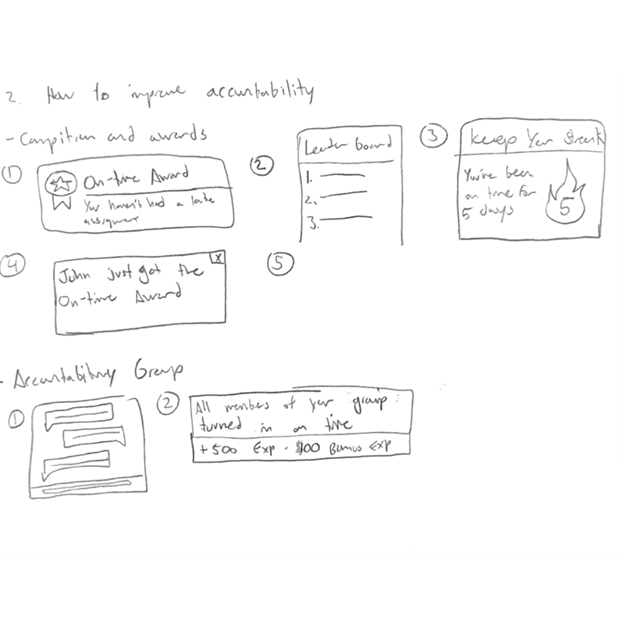 2. How to improve accountability
- Compition and awards
① On-time Award
You haven't had a late
assignment
② Leader board
1.
2.
3.
③ Keep Your Streak
You've been
on time for
5 days
5
④ John just got the
On-time Award
x
⑤
- Accountability Group
①
② All members of your group
turned in on time
+500 Exp - $100 Bonus Exp